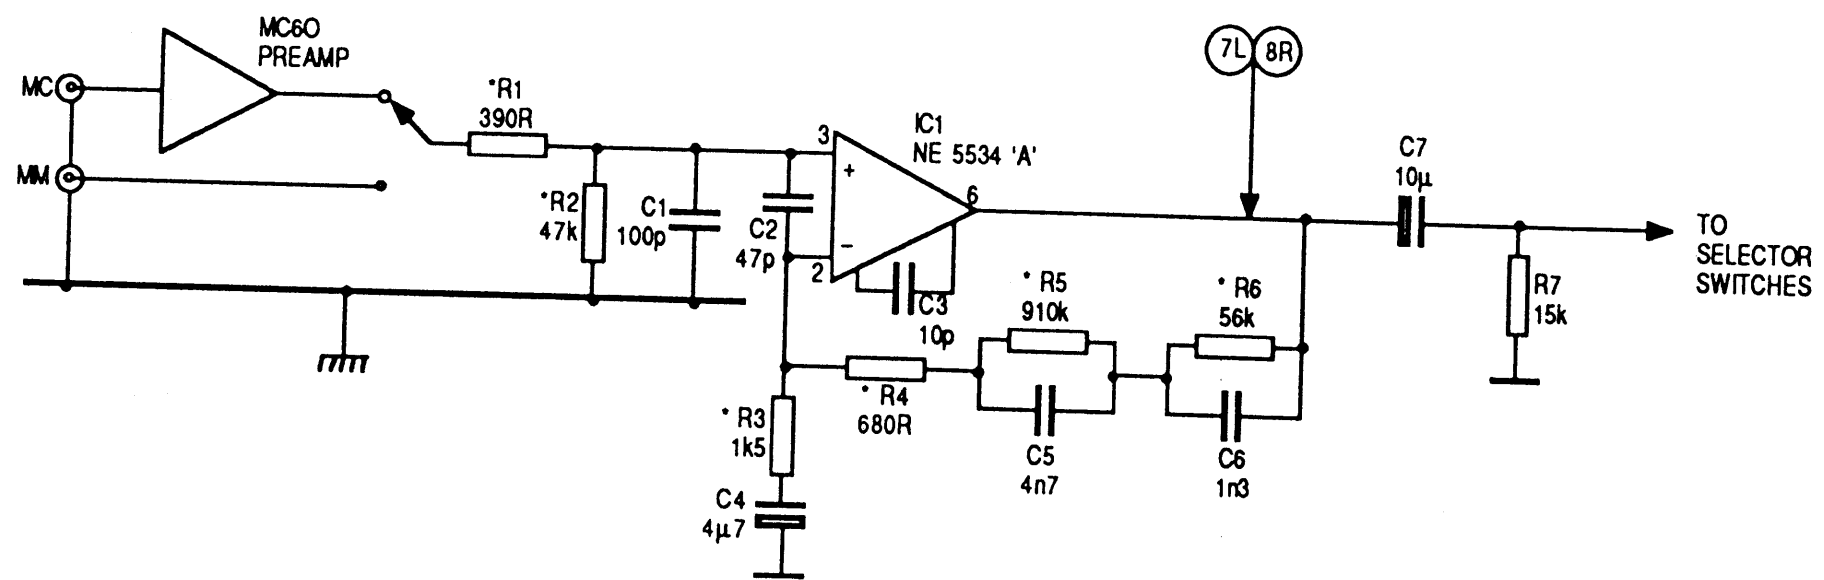 MC60
PREAMP
MC
MM
*R1
390R
*R2
47k
C1
100p
C2
47p
3
+
−
2
6
IC1
NE 5534 'A'
C3
10p
7L
8R
C7
10µ
TO
SELECTOR
SWITCHES
R7
15k
* R5
910k
* R6
56k
* R4
680R
* R3
1k5
C5
4n7
C6
1n3
C4
4µ7